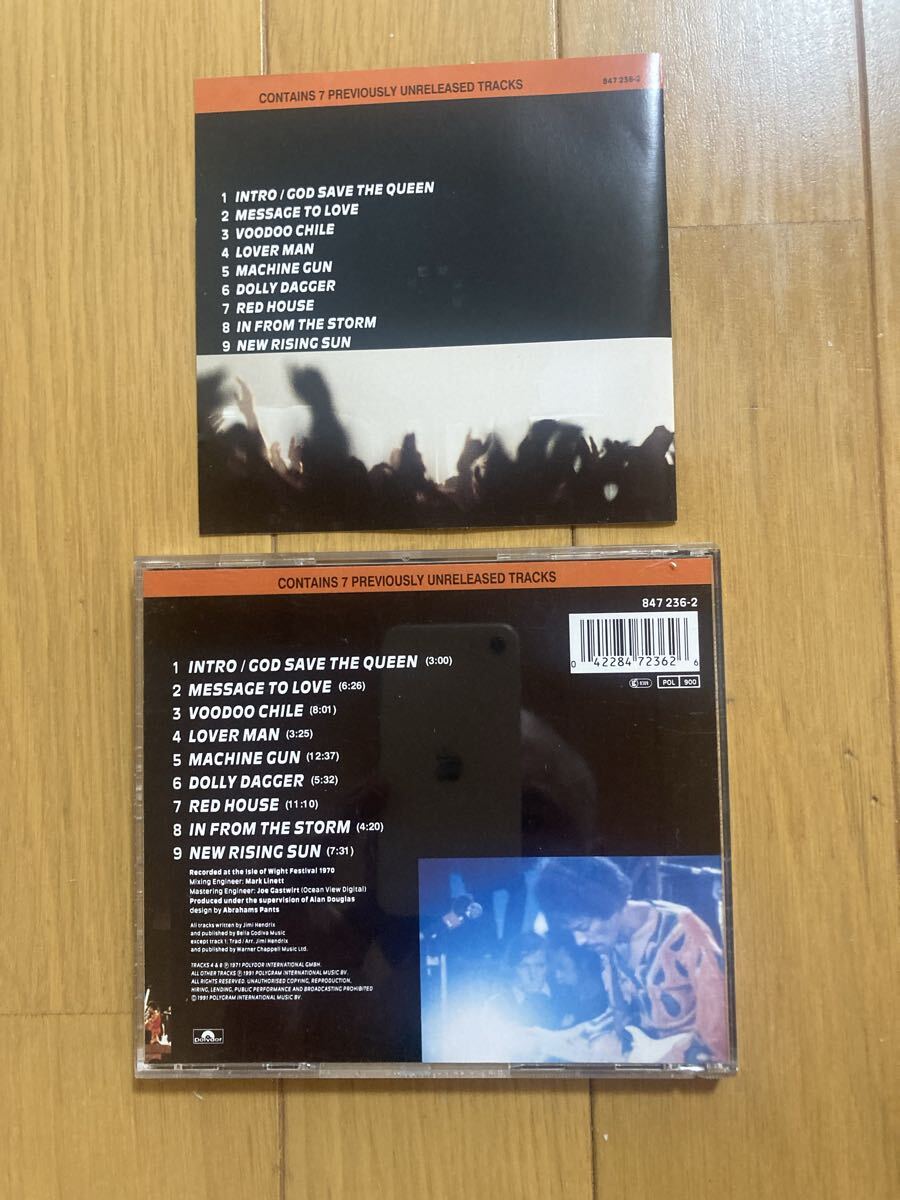 CONTAINS 7 PREVIOUSLY UNRELEASED TRACKS
847 236-2
1 INTRO / GOD SAVE THE QUEEN
2 MESSAGE TO LOVE
3 VOODOO CHILE
4 LOVER MAN
5 MACHINE GUN
6 DOLLY DAGGER
7 RED HOUSE
8 IN FROM THE STORM
9 NEW RISING SUN
CONTAINS 7 PREVIOUSLY UNRELEASED TRACKS
847 236-2
0 42284 72362 6
POL 900
1 INTRO / GOD SAVE THE QUEEN (3:00)
2 MESSAGE TO LOVE (6:26)
3 VOODOO CHILE (8:01)
4 LOVER MAN (3:25)
5 MACHINE GUN (12:37)
6 DOLLY DAGGER (5:32)
7 RED HOUSE (11:10)
8 IN FROM THE STORM (4:20)
9 NEW RISING SUN (7:31)
Recorded at the Isle of Wight Festival 1970
Mixing Engineer: Mark Linett
Mastering Engineer: Joe Gastwirt (Ocean View Digital)
Produced under the supervision of Alan Douglas
design by Abrahams Pants
All tracks written by Jimi Hendrix
and published by Bella Godiva Music
except track 1: Trad / Arr. Jimi Hendrix
and published by Warner Chappell Music Ltd.
TRACKS 4 & 8 ℗ 1971 POLYDOR INTERNATIONAL GMBH.
ALL OTHER TRACKS ℗ 1991 POLYGRAM INTERNATIONAL MUSIC BV.
ALL RIGHTS RESERVED. UNAUTHORISED COPYING, REPRODUCTION,
HIRING, LENDING, PUBLIC PERFORMANCE AND BROADCASTING PROHIBITED
© 1991 POLYGRAM INTERNATIONAL MUSIC BV.
Polydor